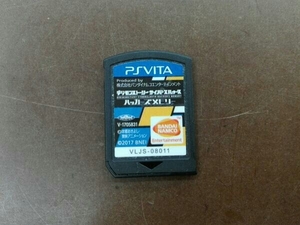 PSVITA
Produced by
株式会社バンダイナムコエンターテインメント
デジモンストーリー サイバースルゥース
ハッカーズメモリー
BANDAI
NAMCO
Entertainment
©2017 BNEI
VLJS-08011